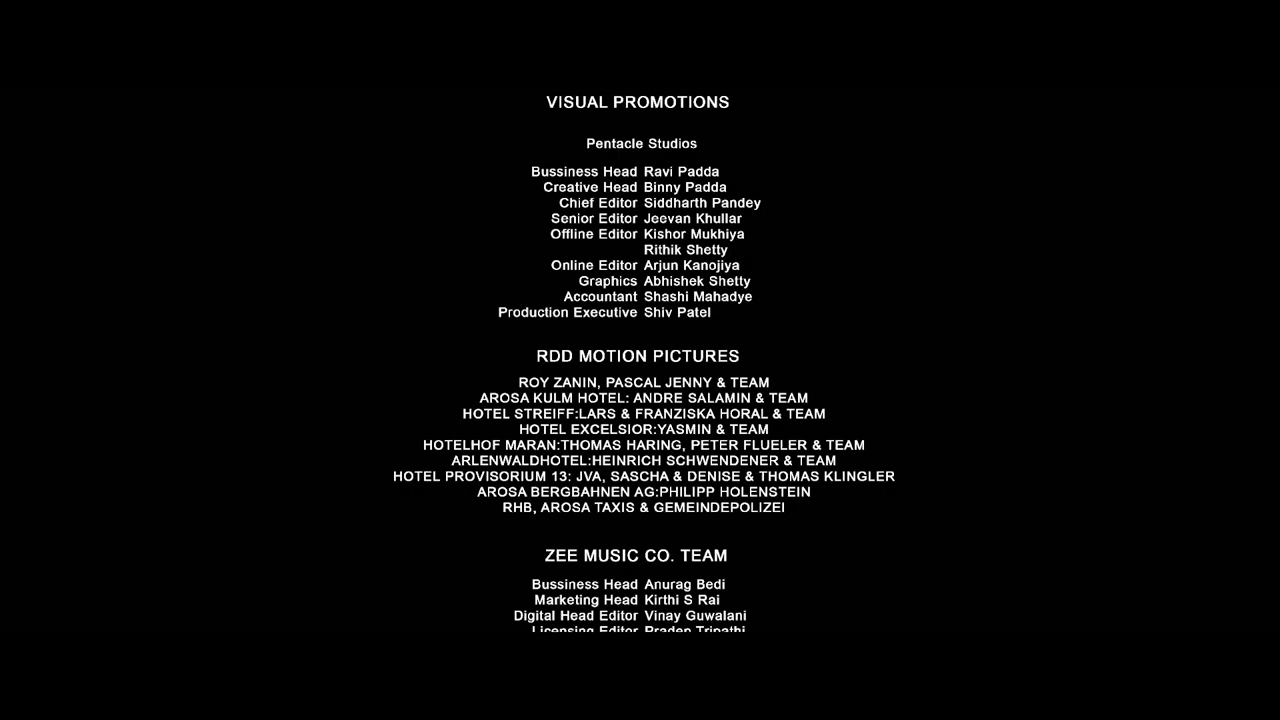 VISUAL PROMOTIONS
Pentacle Studios
Bussiness Head Ravi Padda
Creative Head Binny Padda
Chief Editor Siddharth Pandey
Senior Editor Jeevan Khullar
Offline Editor Kishor Mukhiya
Rithik Shetty
Online Editor Arjun Kanojiya
Graphics Abhishek Shetty
Accountant Shashi Mahadye
Production Executive Shiv Patel
RDD MOTION PICTURES
ROY ZANIN, PASCAL JENNY & TEAM
AROSA KULM HOTEL: ANDRE SALAMIN & TEAM
HOTEL STREIFF:LARS & FRANZISKA HORAL & TEAM
HOTEL EXCELSIOR:YASMIN & TEAM
HOTELHOF MARAN:THOMAS HARING, PETER FLUELER & TEAM
ARLENWALDHOTEL:HEINRICH SCHWENDENER & TEAM
HOTEL PROVISORIUM 13: JVA, SASCHA & DENISE & THOMAS KLINGLER
AROSA BERGBAHNEN AG:PHILIPP HOLENSTEIN
RHB, AROSA TAXIS & GEMEINDEPOLIZEI
ZEE MUSIC CO. TEAM
Bussiness Head Anurag Bedi
Marketing Head Kirthi S Rai
Digital Head Editor Vinay Guwalani
Licensing Editor Pradep Tripathi